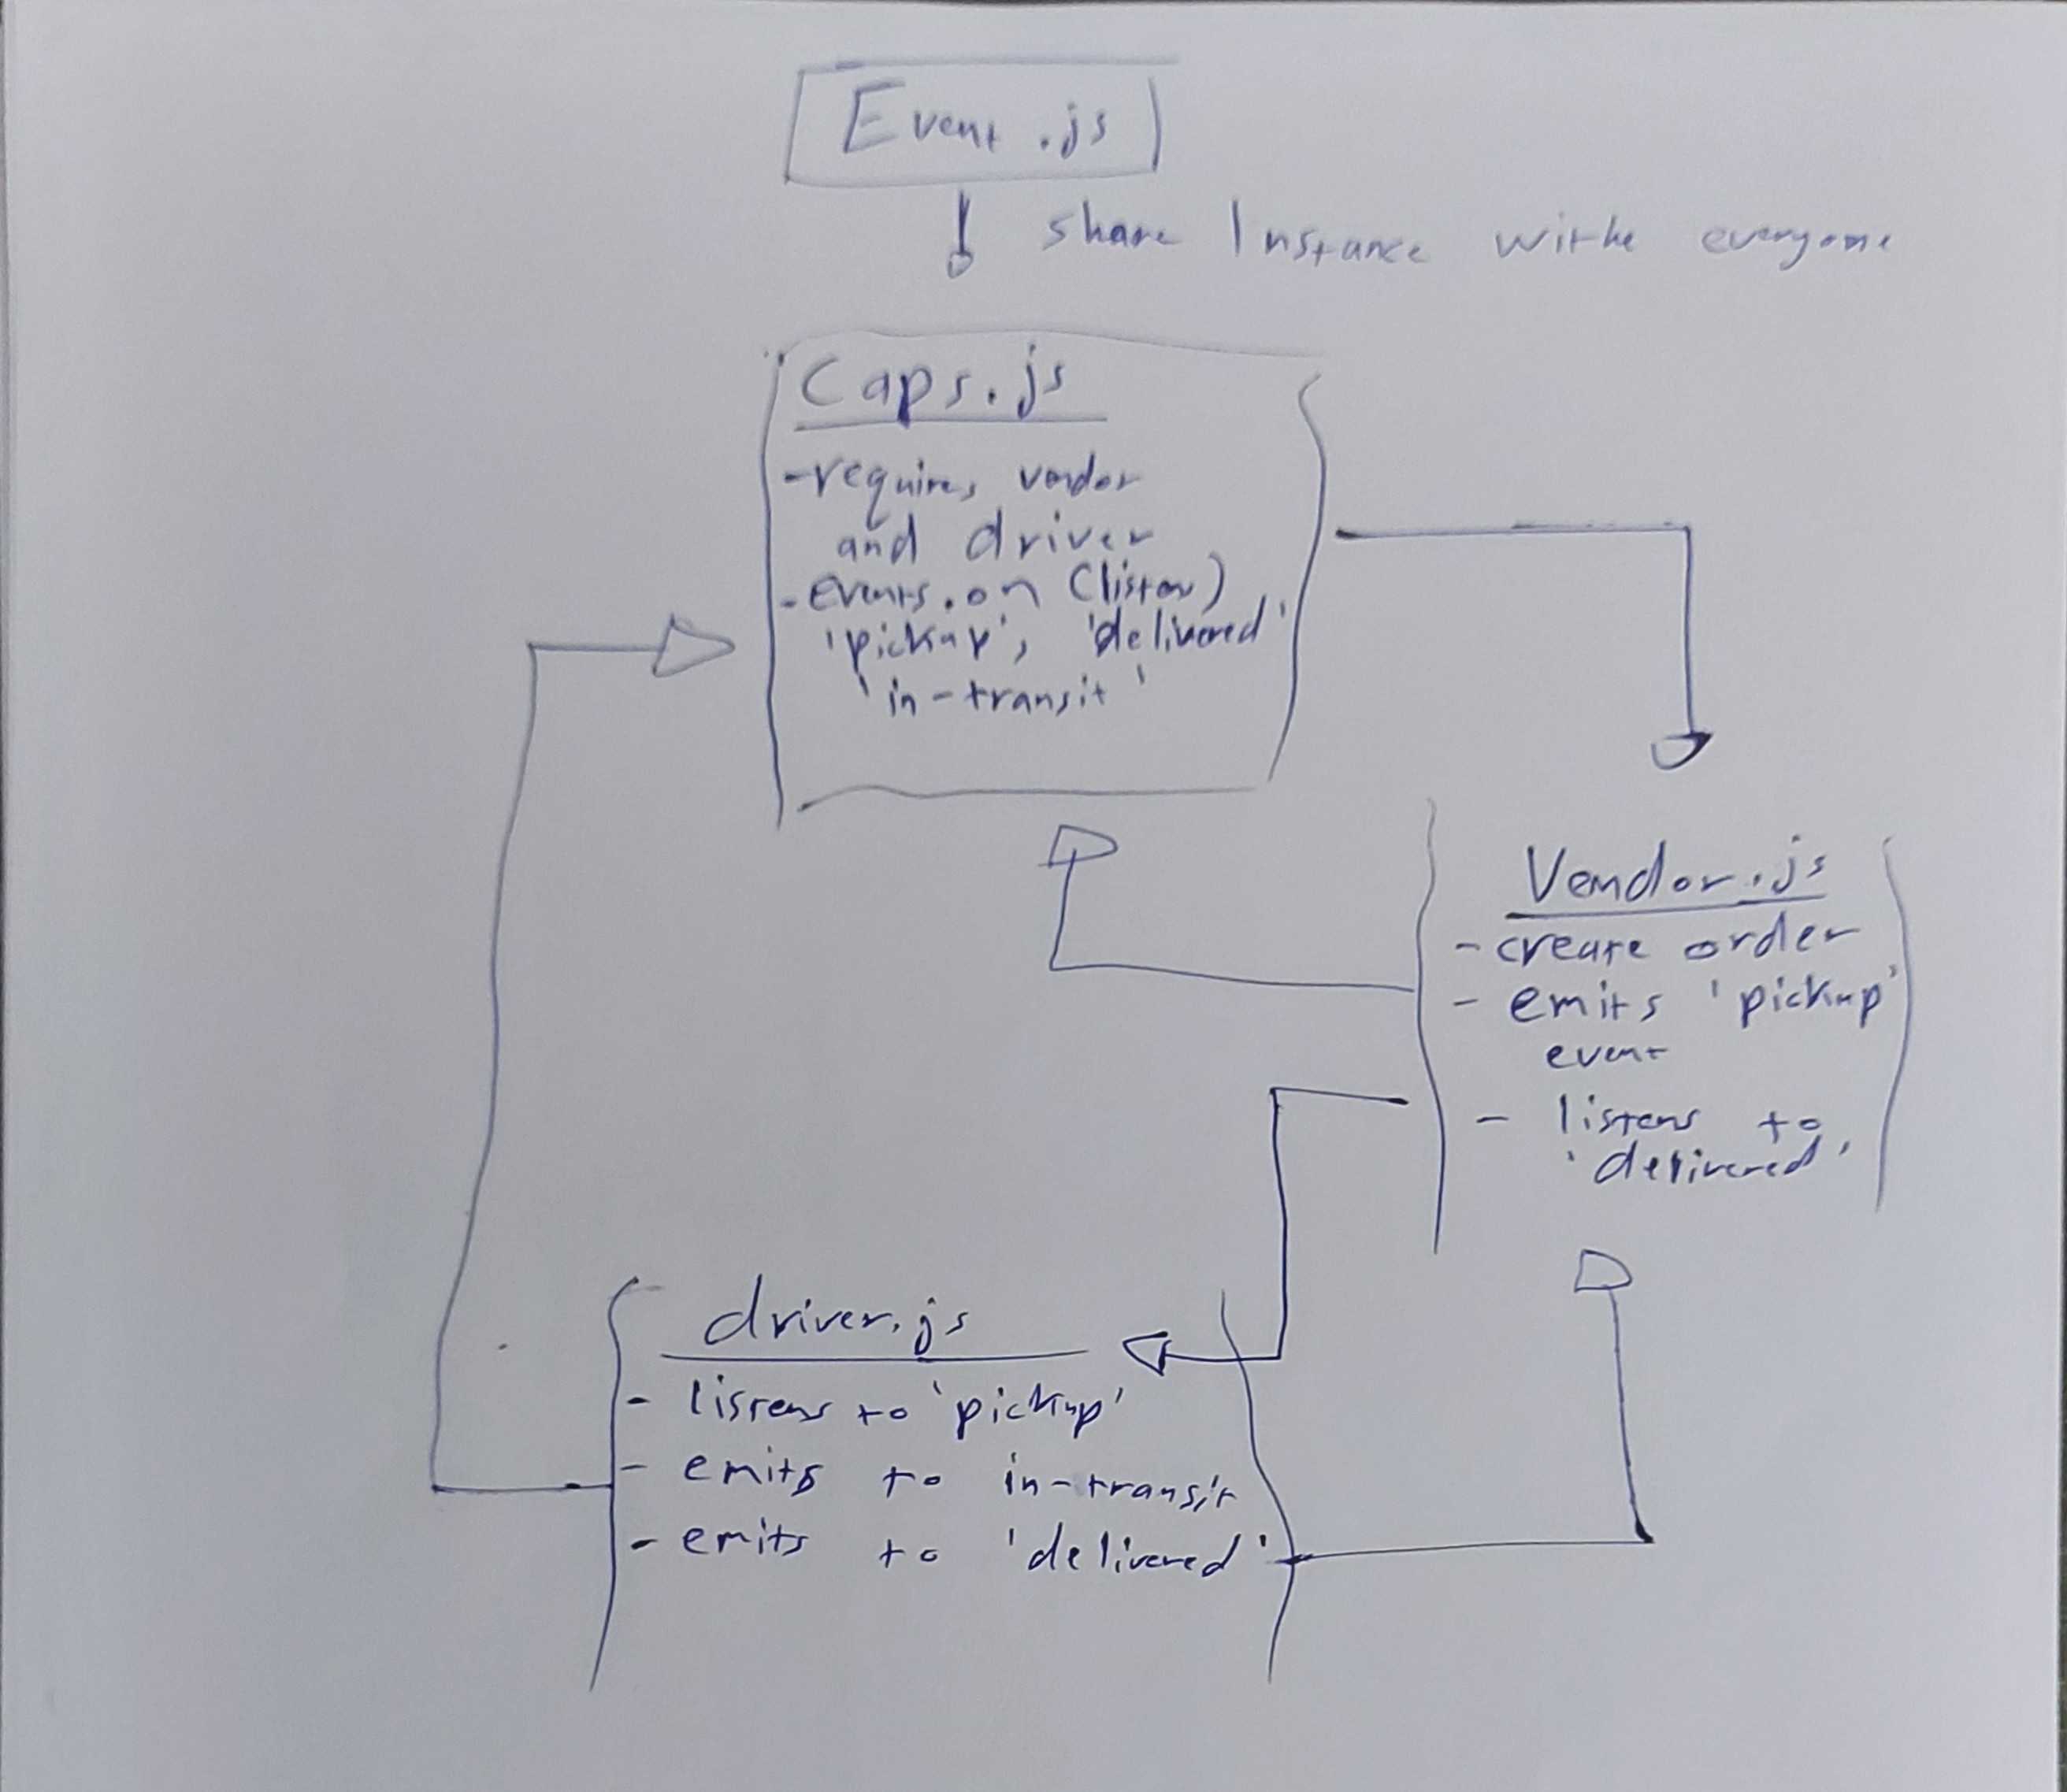 Event.js
share Instance withe everyone
Caps.js
- requires vendor
and driver
- Events.on (listen)
'pickup', 'delivered'
'in-transit'
Vendor.js
- create order
- emits 'pickup'
event
- listens to
'delivered'
driver.js
- listens to 'pickup'
- emits to in-transit
- emits to 'delivered'